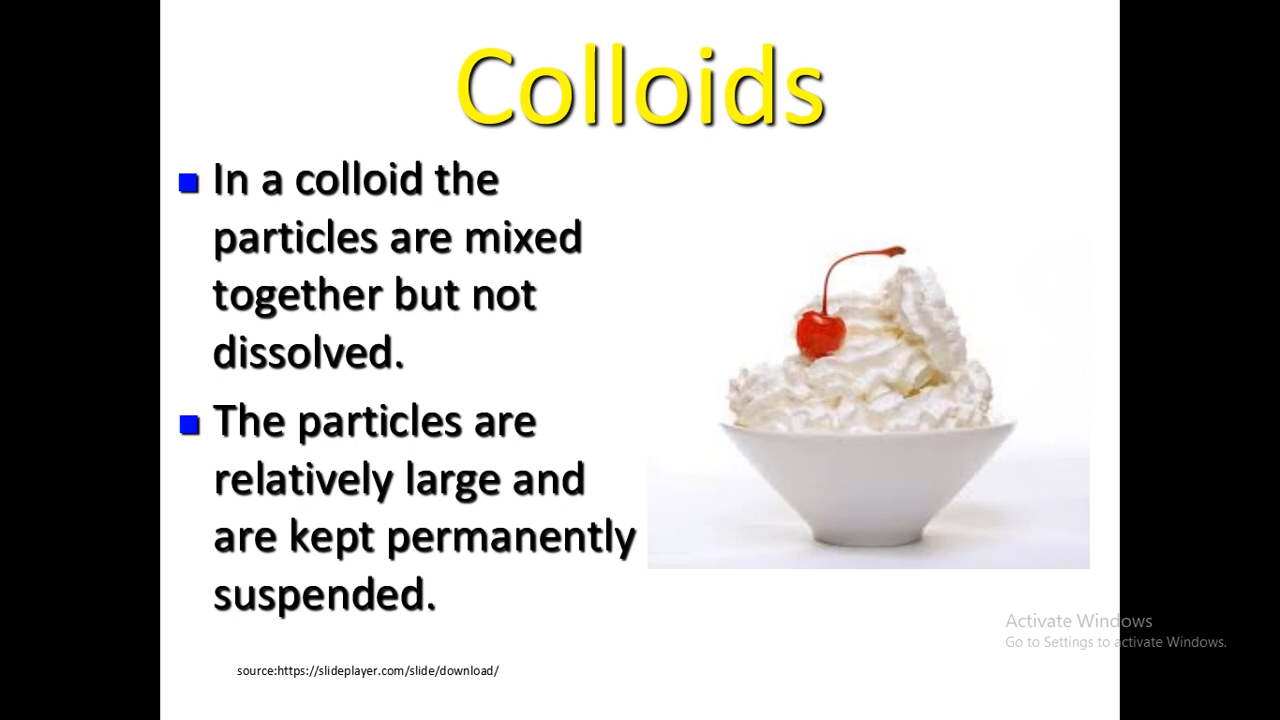 Colloids
In a colloid the
particles are mixed
together but not
dissolved.
The particles are
relatively large and
are kept permanently
suspended.
Activate Windows
Go to Settings to activate Windows.
source:https://slideplayer.com/slide/download/